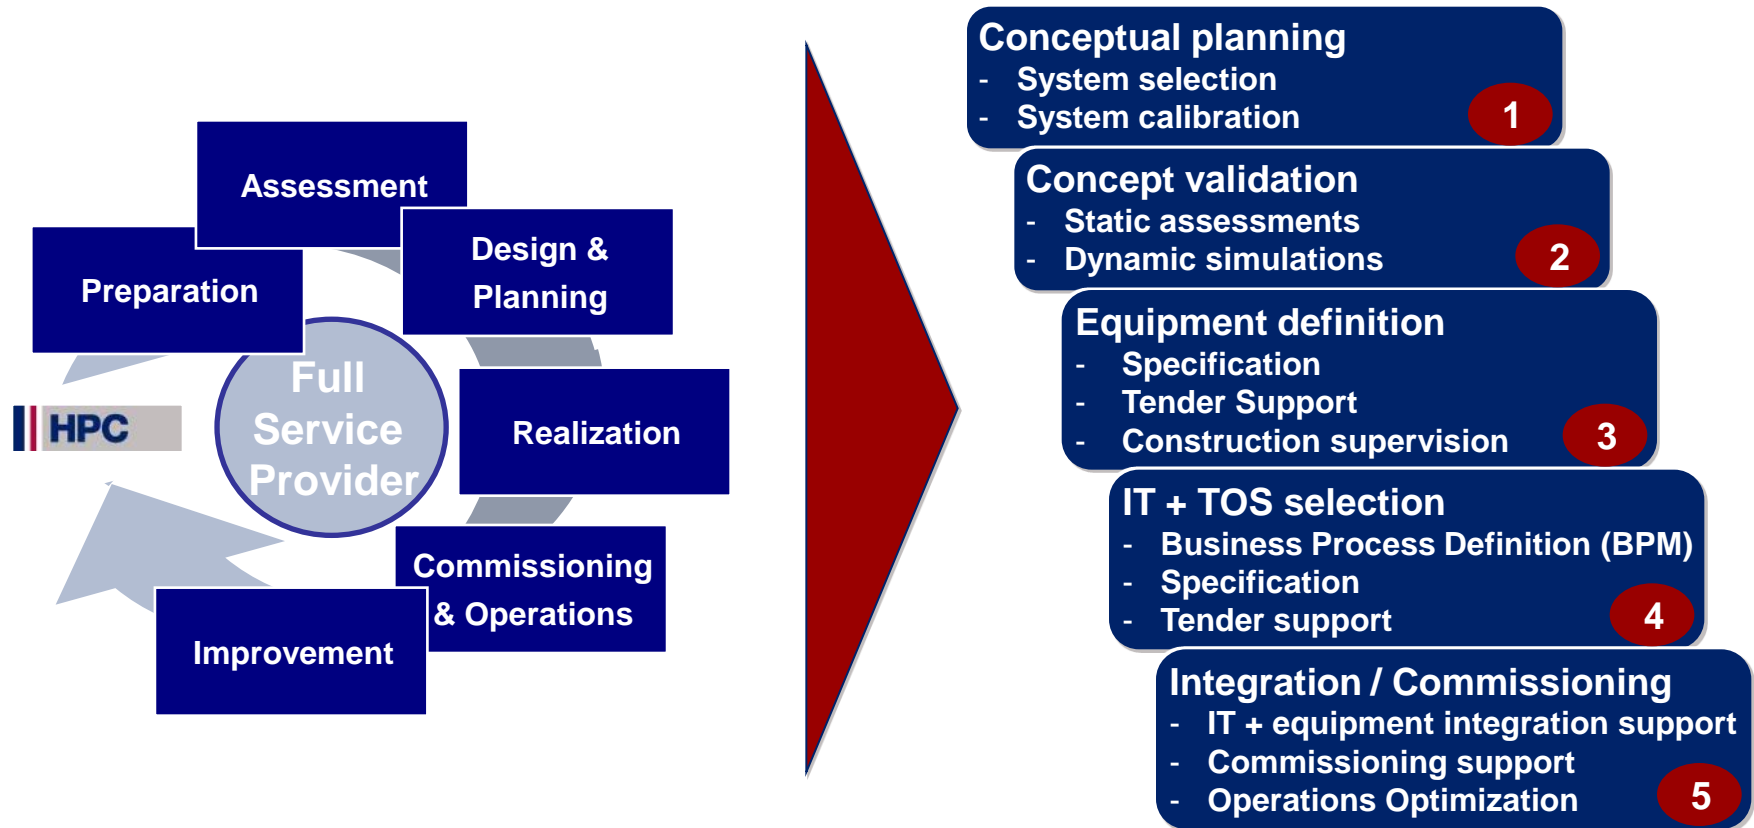 Assessment
Preparation
Design &
Planning
Realization
Commissioning
& Operations
Improvement
HPC
Full
Service
Provider
Conceptual planning
- System selection
- System calibration
1
Concept validation
- Static assessments
- Dynamic simulations
2
Equipment definition
- Specification
- Tender Support
- Construction supervision
3
IT + TOS selection
- Business Process Definition (BPM)
- Specification
- Tender support
4
Integration / Commissioning
- IT + equipment integration support
- Commissioning support
- Operations Optimization
5